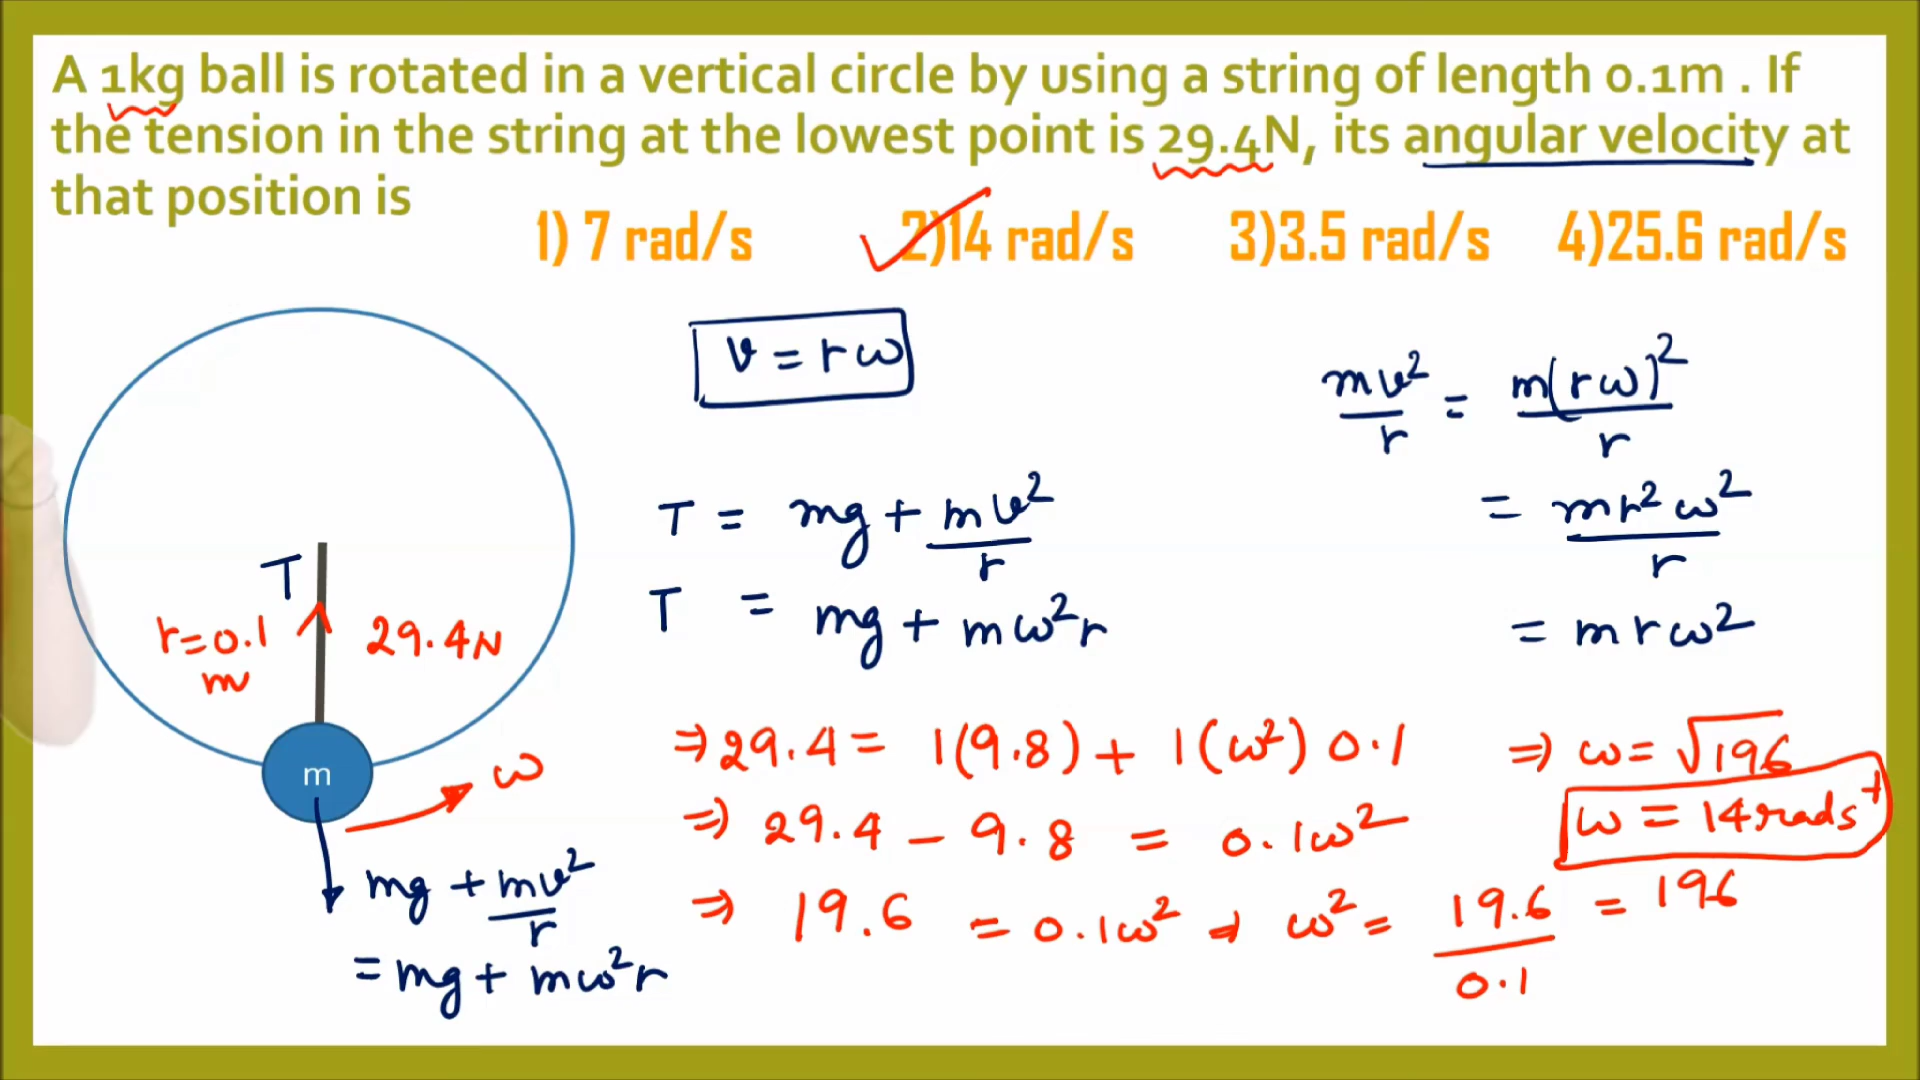 A 1kg ball is rotated in a vertical circle by using a string of length 0.1m . If
the tension in the string at the lowest point is 29.4N, its angular velocity at
that position is
1) 7 rad/s 2)14 rad/s 3)3.5 rad/s 4)25.6 rad/s
v = rω
mv²/r = m(rω)²/r
= mr²ω²/r
= mrω²
T = mg + mv²/r
T = mg + mω²r
T
r=0.1
m
29.4N
m
ω
mg + mv²/r
= mg + mω²r
⇒ 29.4 = 1(9.8) + 1(ω²) 0.1
⇒ 29.4 - 9.8 = 0.1ω²
⇒ 19.6 = 0.1ω² → ω² = 19.6/0.1 = 196
⇒ ω = √196
ω = 14 rads⁻¹